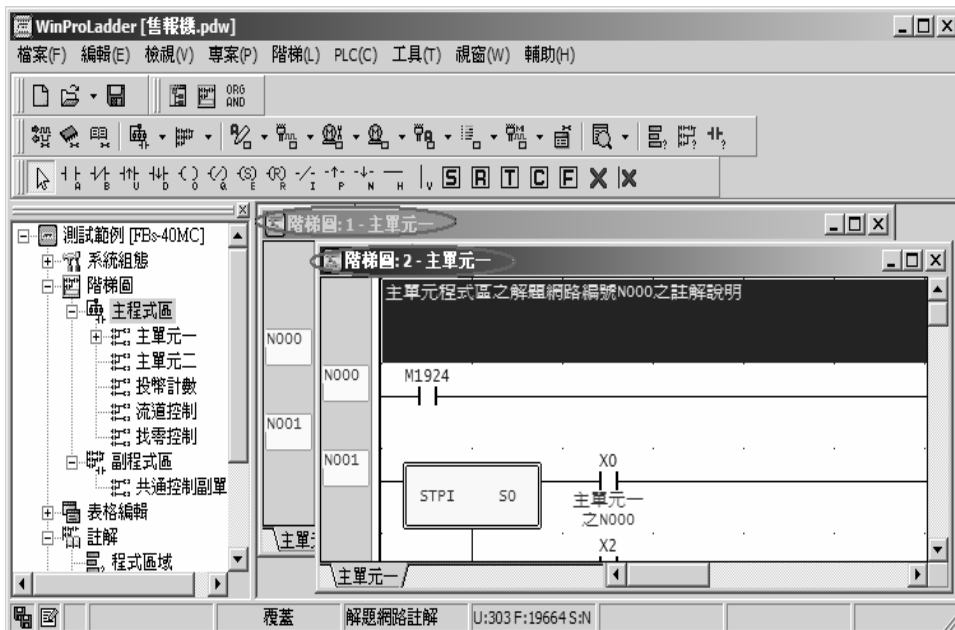 WinProLadder [售報機.pdw]
檔案(F) 編輯(E) 檢視(V) 專案(P) 階梯(L) PLC(C) 工具(T) 視窗(W) 輔助(H)
ORG
AND
A B U D O Q E R I P N H V S R T C F
測試範例 [FBs-40MC]
系統組態
階梯圖
主程式區
主單元一
主單元二
投幣計數
流道控制
找零控制
副程式區
共通控制副單
表格編輯
註解
程式區域
階梯圖:1 - 主單元一
N000
N001
主單
階梯圖:2 - 主單元一
主單元程式區之解題網路編號N000之註解說明
N000
M1924
N001
STPI S0
X0
主單元一
之N000
X2
主單元一
覆蓋 解題網路註解 U:303 F:19664 S:N